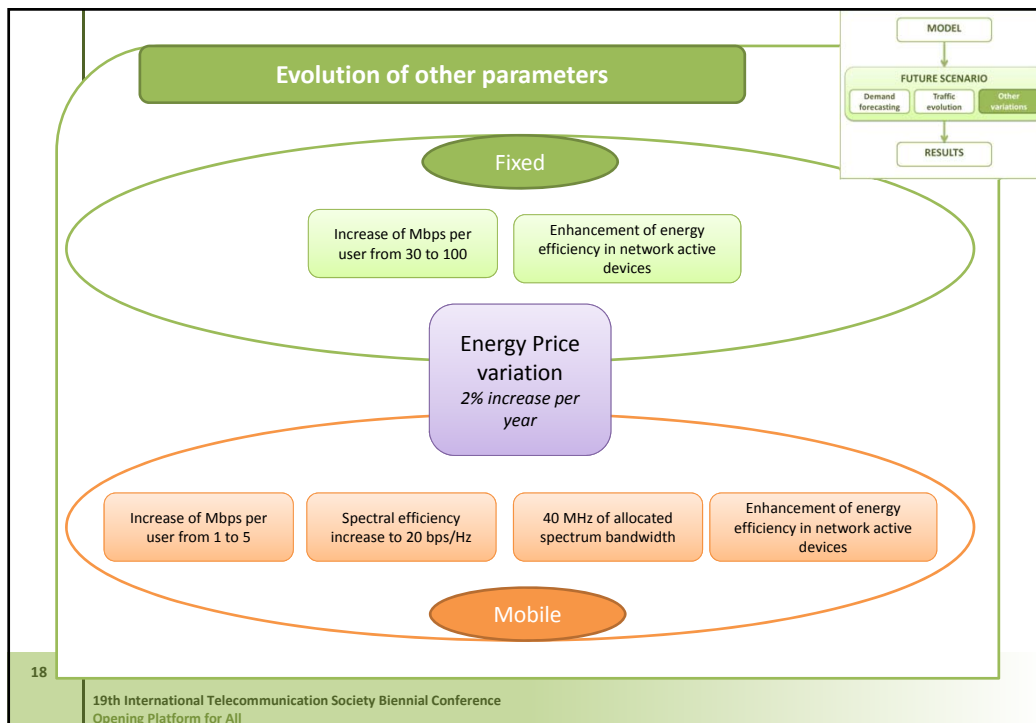 Evolution of other parameters
MODEL
FUTURE SCENARIO
Demand
forecasting
Traffic
evolution
Other
variations
RESULTS
Fixed
Increase of Mbps per
user from 30 to 100
Enhancement of energy
efficiency in network active
devices
Energy Price
variation
2% increase per
year
Increase of Mbps per
user from 1 to 5
Spectral efficiency
increase to 20 bps/Hz
40 MHz of allocated
spectrum bandwidth
Enhancement of energy
efficiency in network active
devices
Mobile
18
19th International Telecommunication Society Biennial Conference
Opening Platform for All